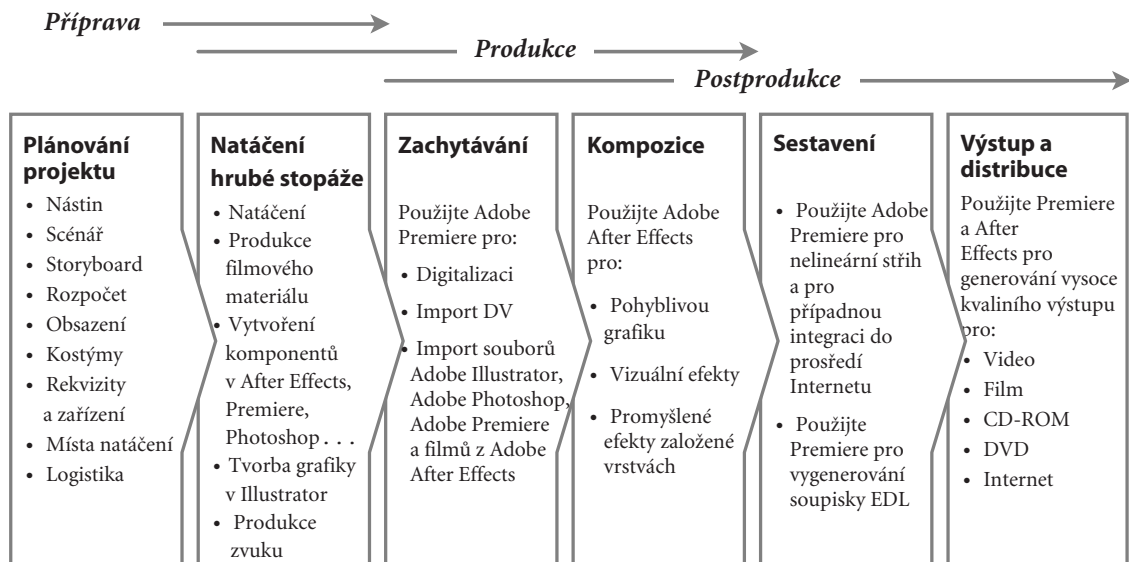 Příprava
Produkce
Postprodukce
Plánování
projektu
• Nástin
• Scénář
• Storyboard
• Rozpočet
• Obsazení
• Kostýmy
• Rekvizity
a zařízení
• Místa natáčení
• Logistika
Natáčení
hrubé stopáže
• Natáčení
• Produkce
filmového
materiálu
• Vytvoření
komponentů
v After Effects,
Premiere,
Photoshop . . .
• Tvorba grafiky
v Illustrator
• Produkce
zvuku
Zachytávání
Použijte Adobe
Premiere pro:
• Digitalizaci
• Import DV
• Import souborů
Adobe Illustrator,
Adobe Photoshop,
Adobe Premiere
a filmů z Adobe
After Effects
Kompozice
Použijte Adobe
After Effects
pro:
• Pohyblivou
grafiku
• Vizuální efekty
• Promyšlené
efekty založené
vrstvách
Sestavení
• Použijte Adobe
Premiere pro
nelineární střih
a pro
případnou
integraci do
prošředí
Internetu
• Použijte
Premiere pro
vygenerování
soupisky EDL
Výstup a
distribuce
Použijte Premiere
a After
Effects pro
generování vysoce
kvaliního výstupu
pro:
• Video
• Film
• CD-ROM
• DVD
• Internet